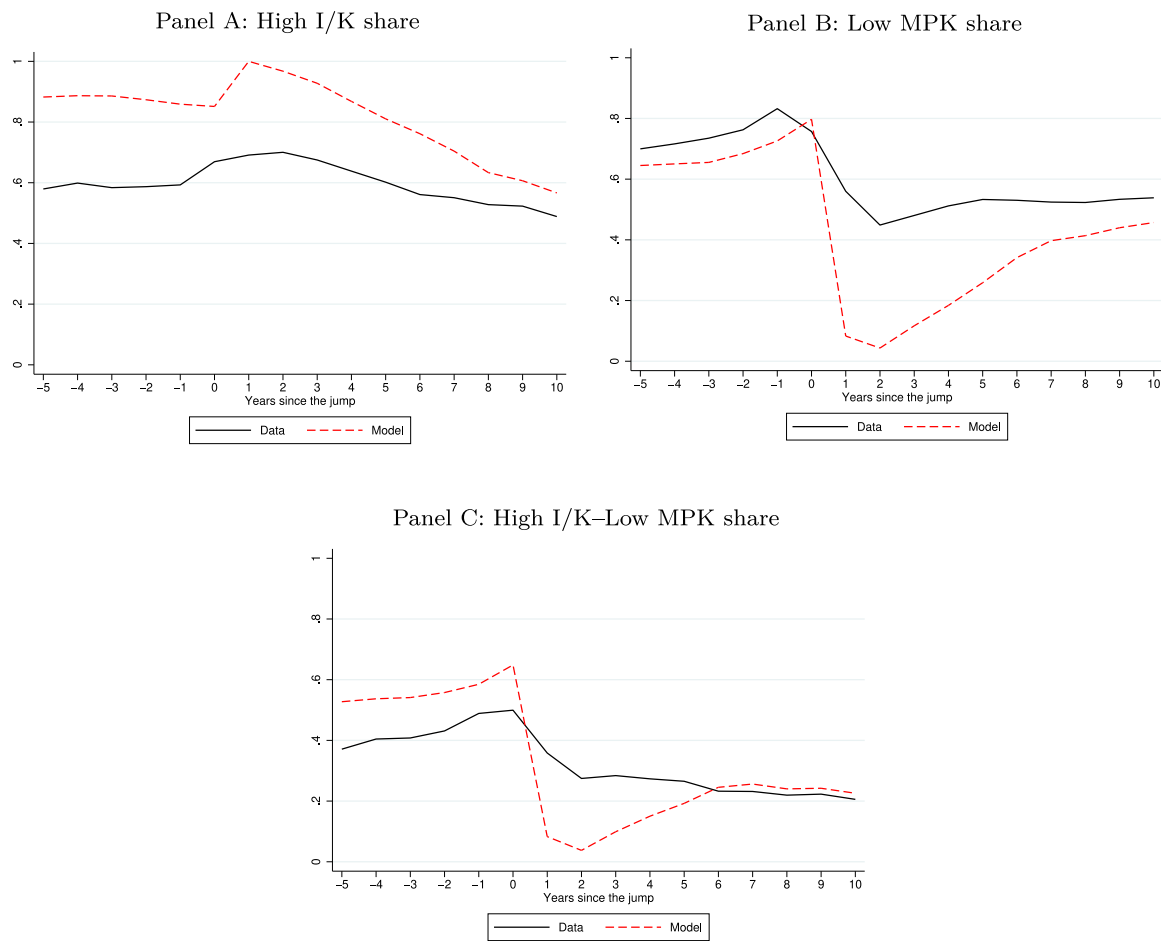 Panel A: High I/K share
1
.8
.6
.4
.2
0
−5 −4 −3 −2 −1 0 1 2 3 4 5 6 7 8 9 10
Years since the jump
Data Model
Panel B: Low MPK share
1
.8
.6
.4
.2
0
−5 −4 −3 −2 −1 0 1 2 3 4 5 6 7 8 9 10
Years since the jump
Data Model
Panel C: High I/K–Low MPK share
1
.8
.6
.4
.2
0
−5 −4 −3 −2 −1 0 1 2 3 4 5 6 7 8 9 10
Years since the jump
Data Model